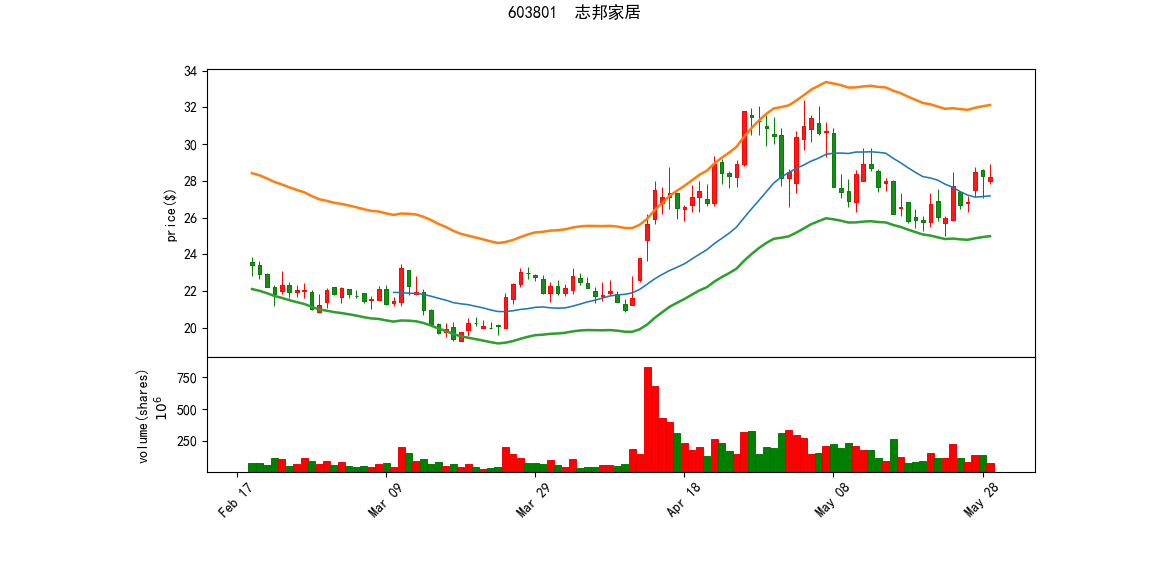 603801 志邦家居
34
32
30
28
26
24
22
20
price($)
750
500
250
volume(shares)
10^6
Feb 17
Mar 09
Mar 29
Apr 18
May 08
May 28